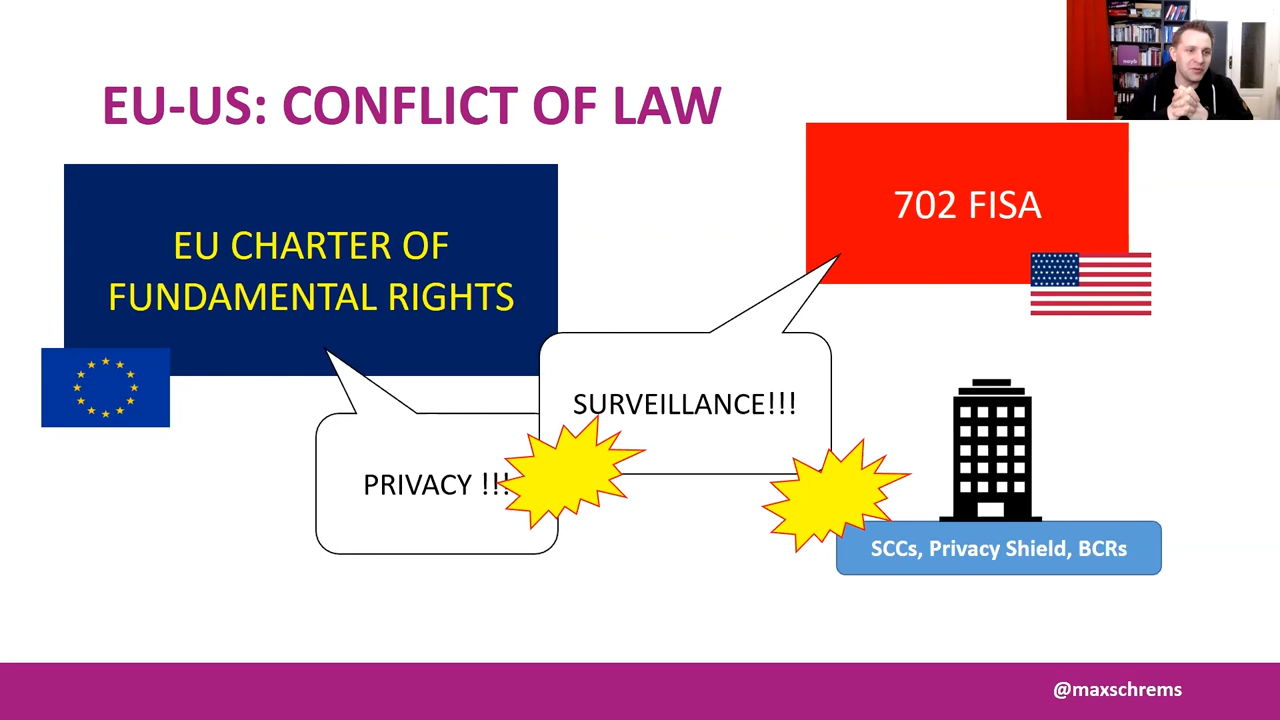 EU-US: CONFLICT OF LAW
EU CHARTER OF
FUNDAMENTAL RIGHTS
702 FISA
SURVEILLANCE!!!
PRIVACY !!!
SCCs, Privacy Shield, BCRs
@maxschrems
noyb